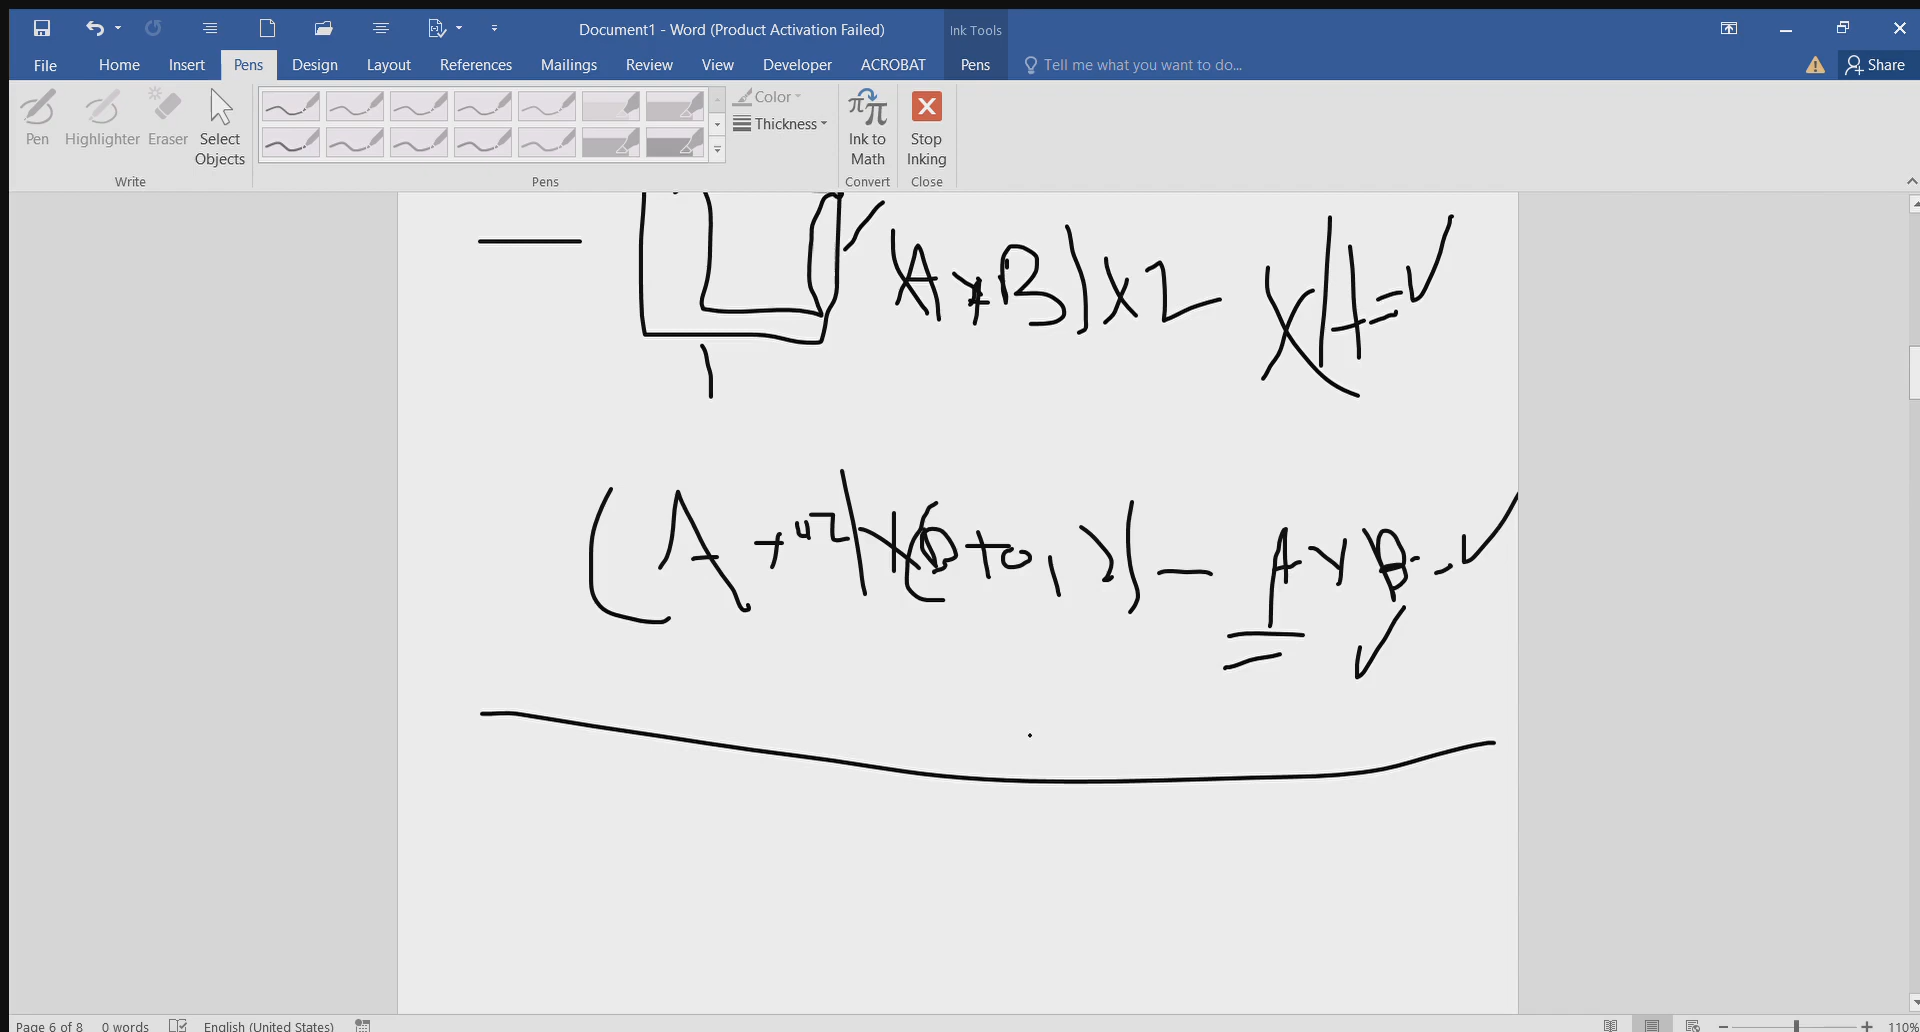 Document1 - Word (Product Activation Failed)
Ink Tools
File Home Insert Pens Design Layout References Mailings Review View Developer ACROBAT Pens Tell me what you want to do... Share
Pen Highlighter Eraser Select Objects
Color
Thickness
Ink to Math
Stop Inking
Write Pens Convert Close
A+B)x2 x H=
(A + )x( +0, ) - AxB
Page 6 of 8 0 words English (United States) 110%